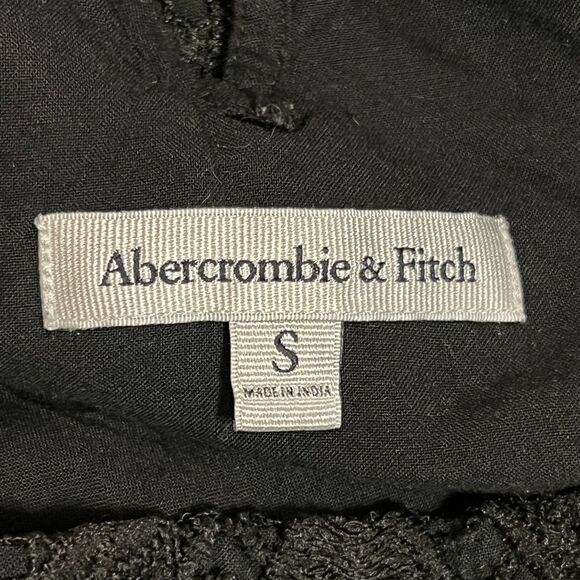 Abercrombie & Fitch
S
MADE IN INDIA